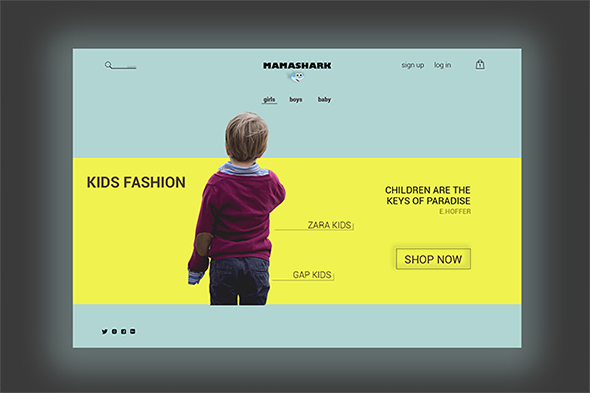 MAMASHARK
sign up
log in
1
girls
boys
baby
KIDS FASHION
CHILDREN ARE THE
KEYS OF PARADISE
E.HOFFER
ZARA KIDS
SHOP NOW
GAP KIDS